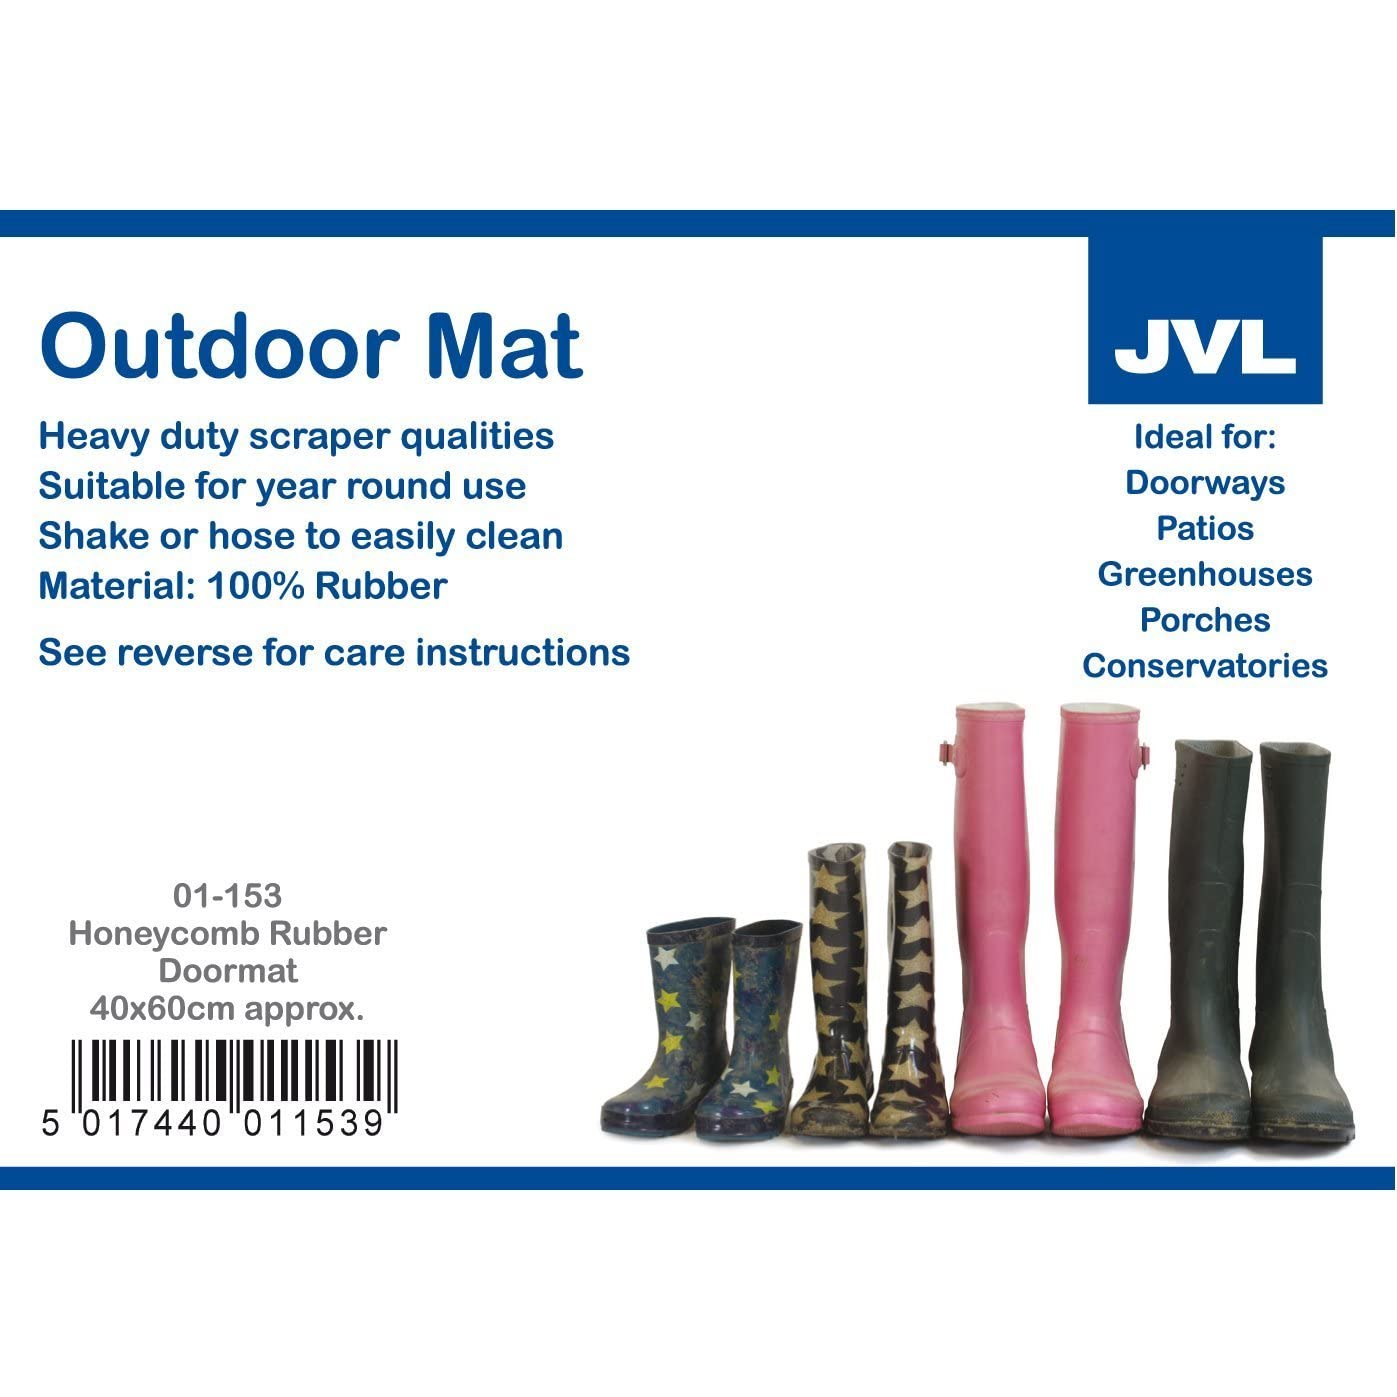 Outdoor Mat
Heavy duty scraper qualities
Suitable for year round use
Shake or hose to easily clean
Material: 100% Rubber
See reverse for care instructions
JVL
Ideal for:
Doorways
Patios
Greenhouses
Porches
Conservatories
01-153
Honeycomb Rubber
Doormat
40x60cm approx.
5 017440 011539